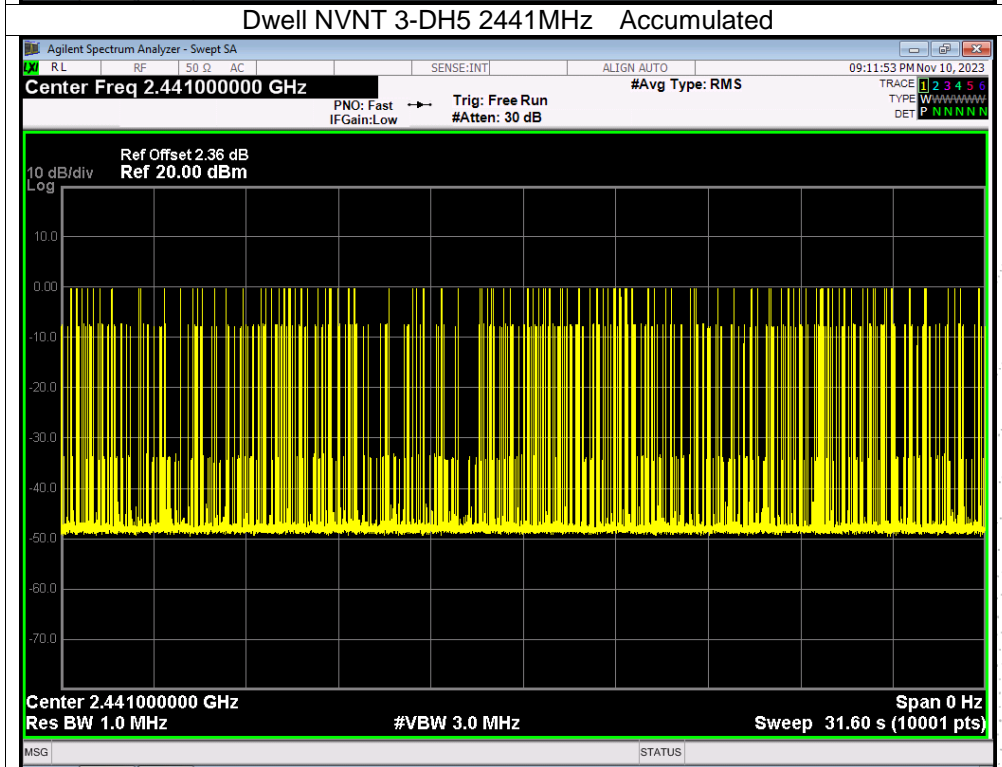 Dwell NVNT 3-DH5 2441MHz Accumulated
Agilent Spectrum Analyzer - Swept SA
LXI RL RF 50 Ω AC SENSE:INT ALIGN AUTO 09:11:53 PM Nov 10, 2023
Center Freq 2.441000000 GHz #Avg Type: RMS TRACE 1 2 3 4 5 6
PNO: Fast Trig: Free Run TYPE WWWWWW
IFGain:Low #Atten: 30 dB DET P N N N N N
Ref Offset 2.36 dB
10 dB/div Ref 20.00 dBm
Log
10.0
0.00
-10.0
-20.0
-30.0
-40.0
-50.0
-60.0
-70.0
Center 2.441000000 GHz Span 0 Hz
Res BW 1.0 MHz #VBW 3.0 MHz Sweep 31.60 s (10001 pts)
MSG STATUS